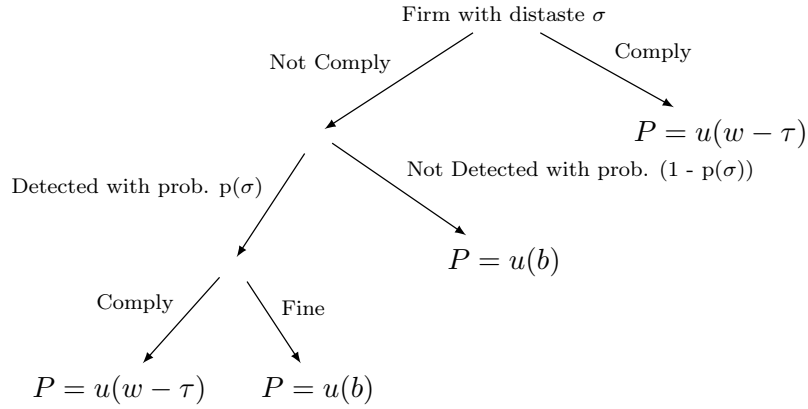 Firm with distaste σ
Not Comply
Comply
P = u(w − τ)
Detected with prob. p(σ)
Not Detected with prob. (1 - p(σ))
P = u(b)
Comply
Fine
P = u(w − τ)
P = u(b)